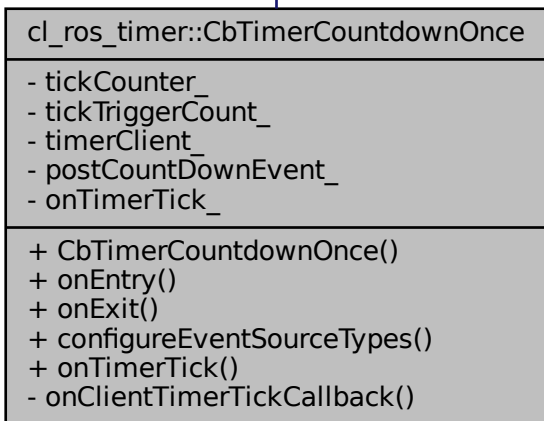 cl_ros_timer::CbTimerCountdownOnce
- tickCounter_
- tickTriggerCount_
- timerClient_
- postCountDownEvent_
- onTimerTick_
+ CbTimerCountdownOnce()
+ onEntry()
+ onExit()
+ configureEventSourceTypes()
+ onTimerTick()
- onClientTimerTickCallback()